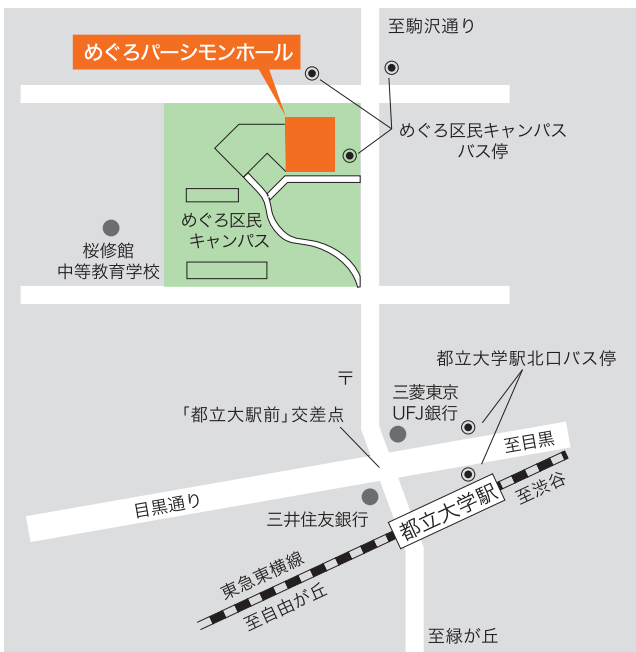 至駒沢通り
めぐろパーシモンホール
めぐろ区民キャンパス
バス停
めぐろ区民
キャンパス
桜修館
中等教育学校
都立大学駅北口バス停
〒
三菱東京
UFJ銀行
「都立大駅前」交差点
至目黒
目黒通り
至渋谷
三井住友銀行
都立大学駅
東急東横線
至自由が丘
至緑が丘